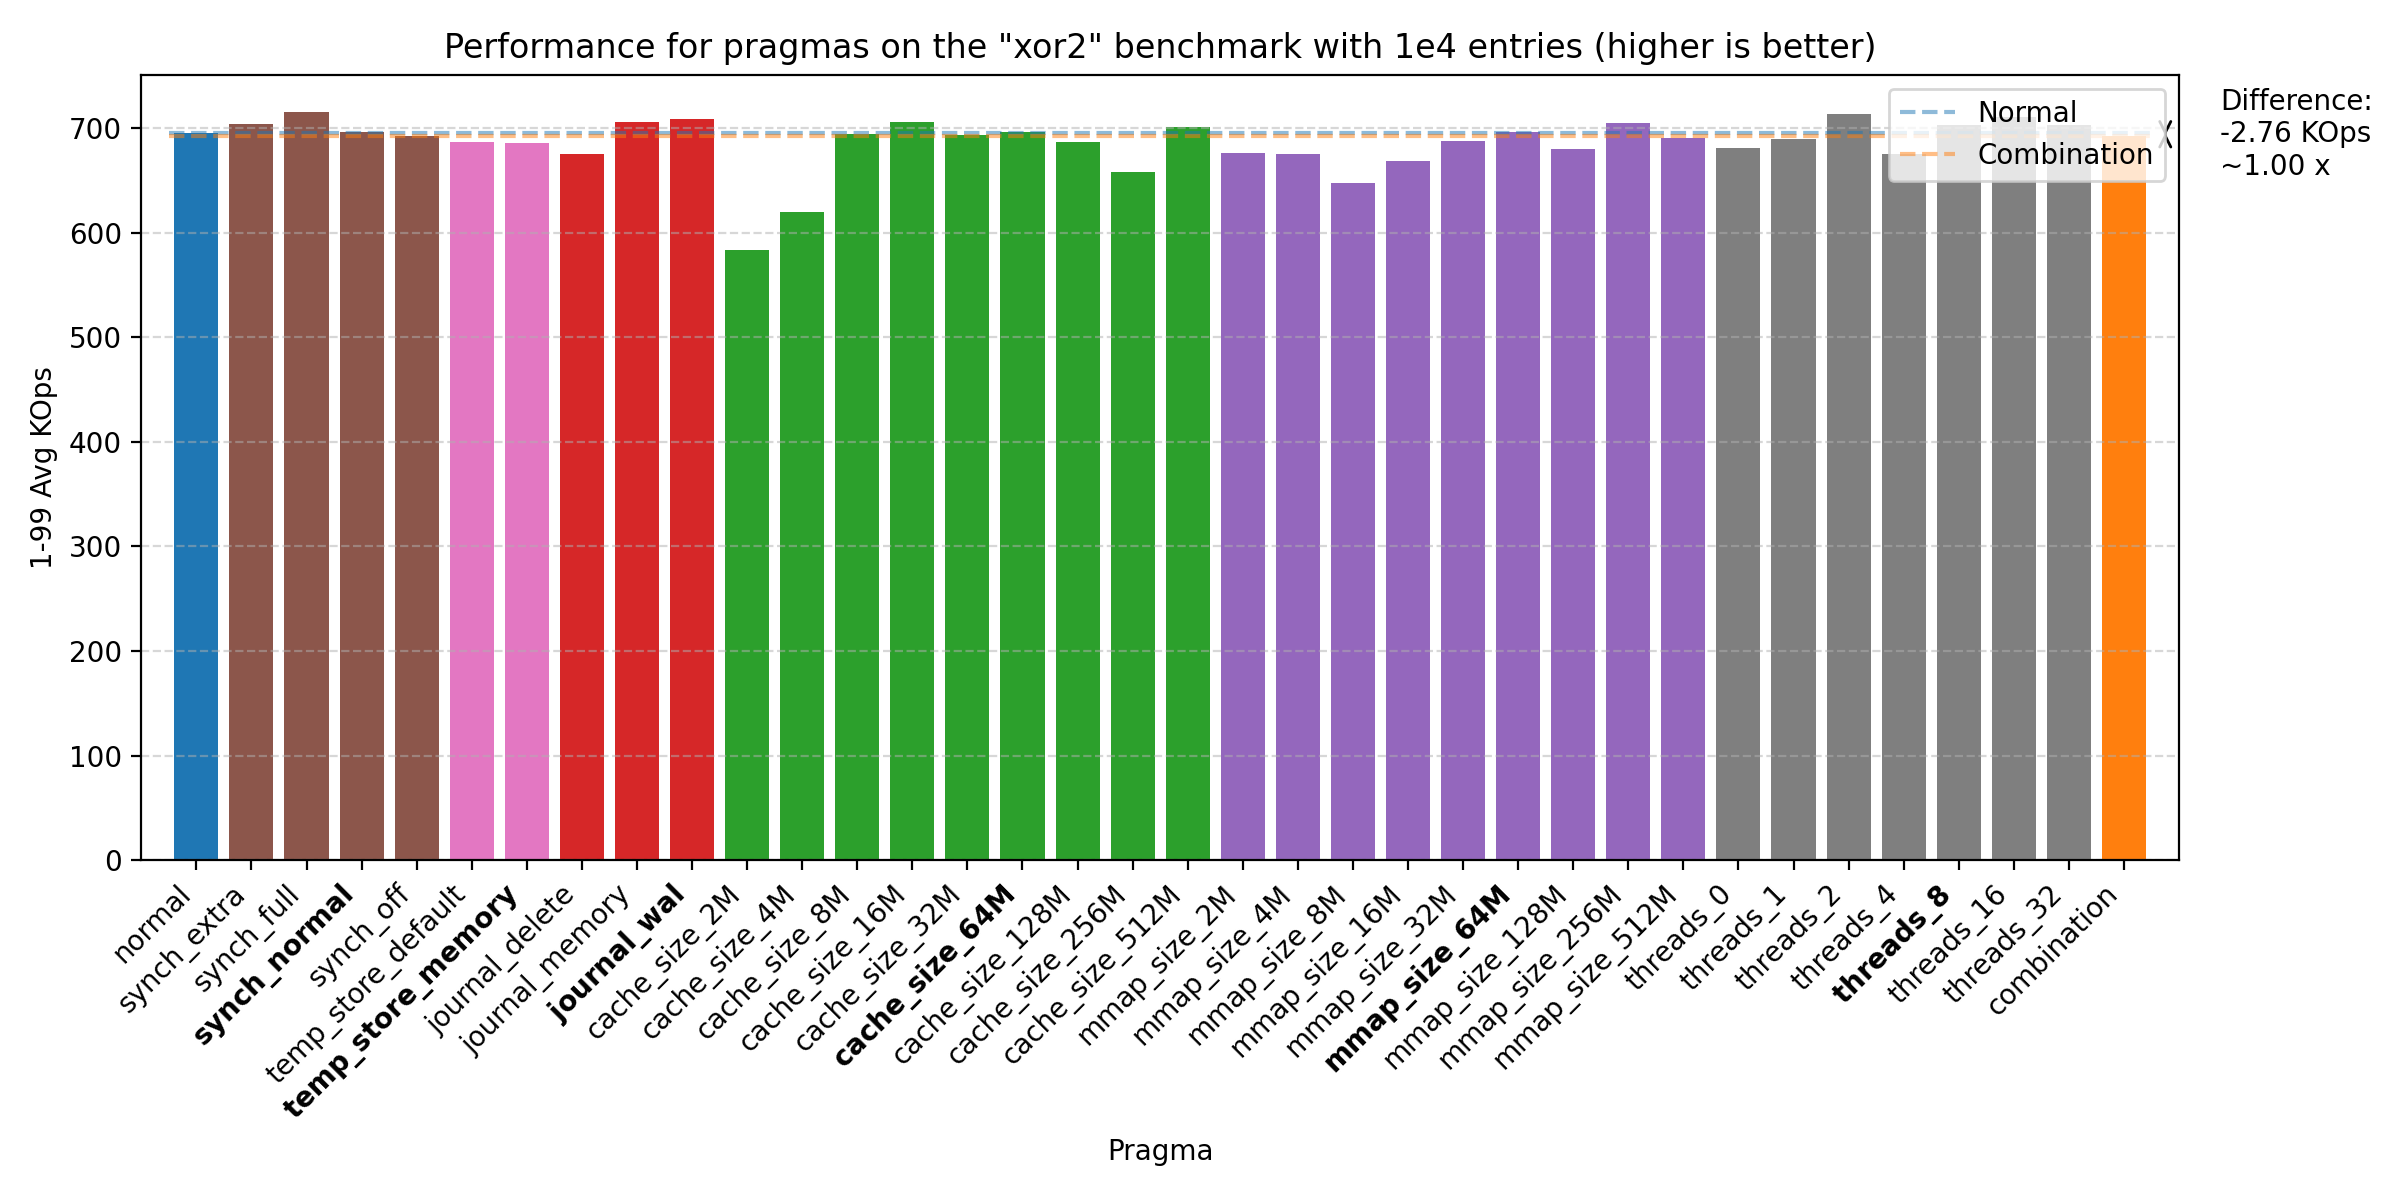 Performance for pragmas on the "xor2" benchmark with 1e4 entries (higher is better)
Normal
Combination
Difference:
-2.76 KOps
~1.00 x
1-99 Avg KOps
700
600
500
400
300
200
100
0
normal
synch_extra
synch_full
synch_normal
synch_off
temp_store_default
temp_store_memory
journal_delete
journal_memory
journal_wal
cache_size_2M
cache_size_4M
cache_size_8M
cache_size_16M
cache_size_32M
cache_size_64M
cache_size_128M
cache_size_256M
cache_size_512M
mmap_size_2M
mmap_size_4M
mmap_size_8M
mmap_size_16M
mmap_size_32M
mmap_size_64M
mmap_size_128M
mmap_size_256M
mmap_size_512M
threads_0
threads_1
threads_2
threads_4
threads_8
threads_16
threads_32
combination
Pragma